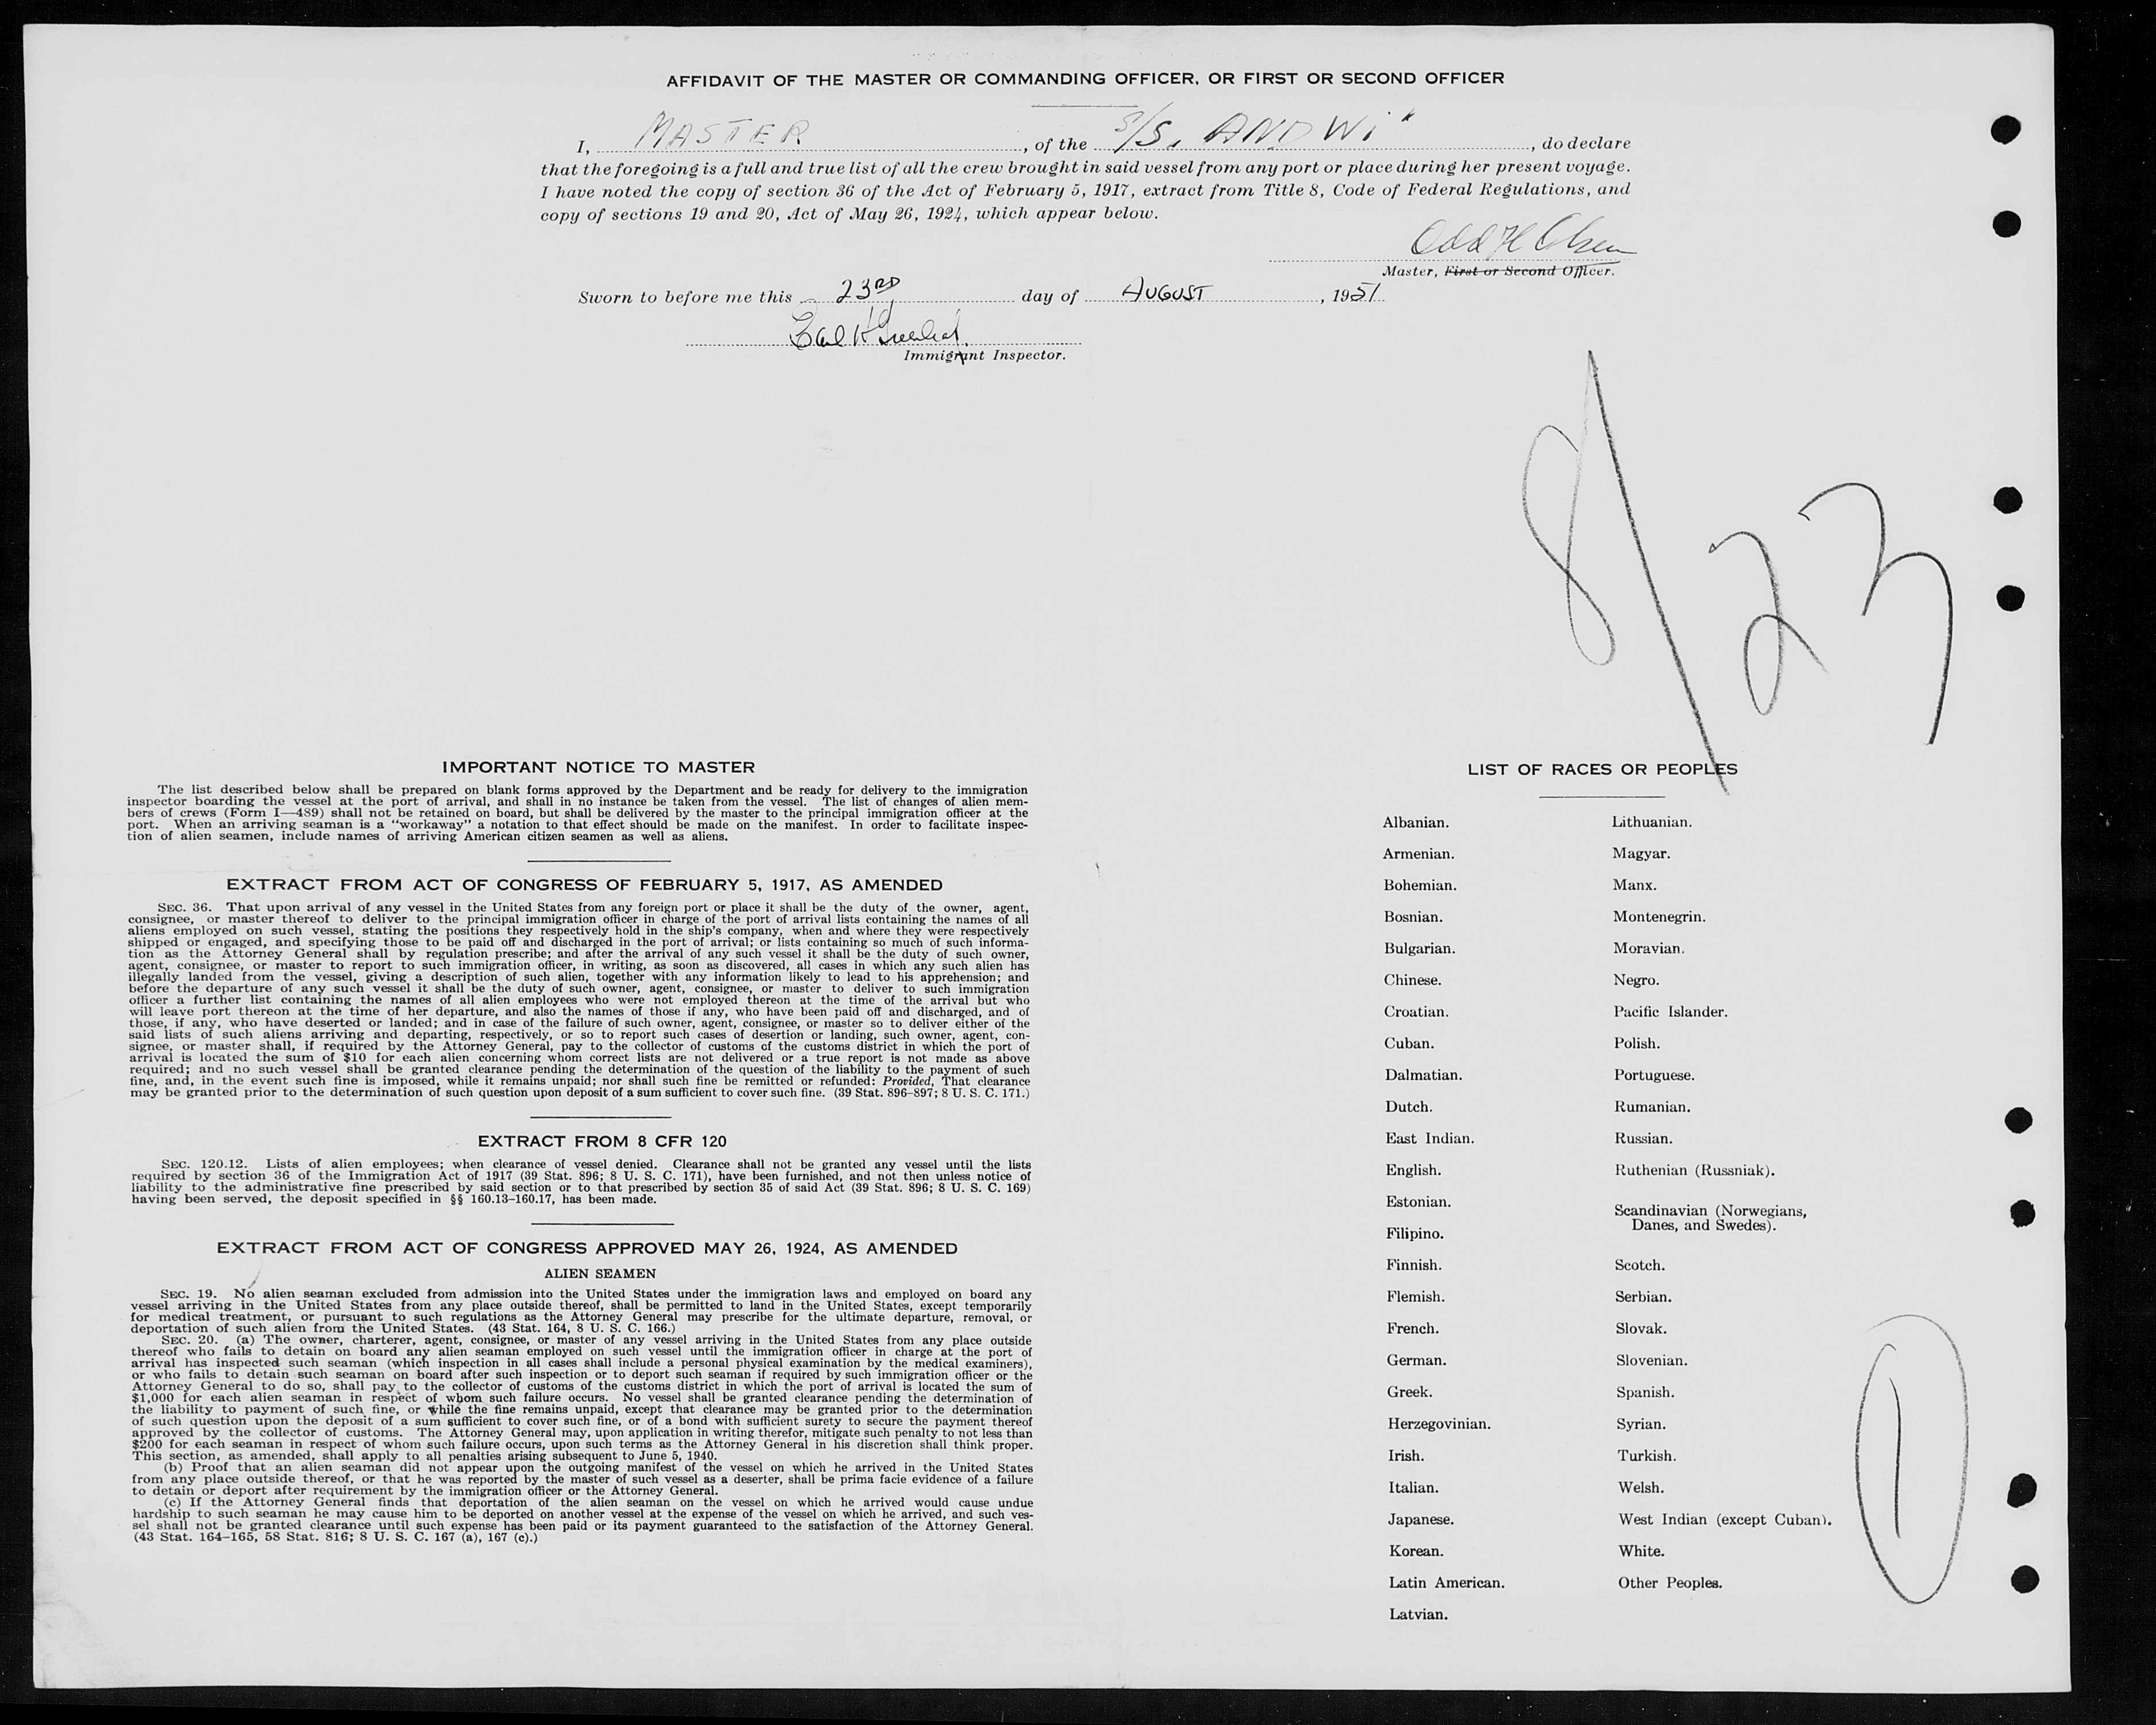 AFFIDAVIT OF THE MASTER OR COMMANDING OFFICER, OR FIRST OR SECOND OFFICER
I, MASTER, of the S/S. ANDWi", do declare
that the foregoing is a full and true list of all the crew brought in said vessel from any port or place during her present voyage.
I have noted the copy of section 36 of the Act of February 5, 1917, extract from Title 8, Code of Federal Regulations, and
copy of sections 19 and 20, Act of May 26, 1924, which appear below.
Odd H Olsen
Master, First or Second Officer.
Sworn to before me this 23RD day of AUGUST, 1951
Immigrant Inspector.
8/23
IMPORTANT NOTICE TO MASTER
The list described below shall be prepared on blank forms approved by the Department and be ready for delivery to the immigration
inspector boarding the vessel at the port of arrival, and shall in no instance be taken from the vessel. The list of changes of alien mem-
bers of crews (Form I—489) shall not be retained on board, but shall be delivered by the master to the principal immigration officer at the
port. When an arriving seaman is a "workaway" a notation to that effect should be made on the manifest. In order to facilitate inspec-
tion of alien seamen, include names of arriving American citizen seamen as well as aliens.
EXTRACT FROM ACT OF CONGRESS OF FEBRUARY 5, 1917, AS AMENDED
SEC. 36. That upon arrival of any vessel in the United States from any foreign port or place it shall be the duty of the owner, agent,
consignee, or master thereof to deliver to the principal immigration officer in charge of the port of arrival lists containing the names of all
aliens employed on such vessel, stating the positions they respectively hold in the ship's company, when and where they were respectively
shipped or engaged, and specifying those to be paid off and discharged in the port of arrival; or lists containing so much of such informa-
tion as the Attorney General shall by regulation prescribe; and after the arrival of any such vessel it shall be the duty of such owner,
agent, consignee, or master to report to such immigration officer, in writing, as soon as discovered, all cases in which any such alien has
illegally landed from the vessel, giving a description of such alien, together with any information likely to lead to his apprehension; and
before the departure of any such vessel it shall be the duty of such owner, agent, consignee, or master to deliver to such immigration
officer a further list containing the names of all alien employees who were not employed thereon at the time of the arrival but who
will leave port thereon at the time of her departure, and also the names of those if any, who have been paid off and discharged, and of
those, if any, who have deserted or landed; and in case of the failure of such owner, agent, consignee, or master so to deliver either of the
said lists of such aliens arriving and departing, respectively, or so to report such cases of desertion or landing, such owner, agent, con-
signee, or master shall, if required by the Attorney General, pay to the collector of customs of the customs district in which the port of
arrival is located the sum of $10 for each alien concerning whom correct lists are not delivered or a true report is not made as above
required; and no such vessel shall be granted clearance pending the determination of the question of the liability to the payment of such
fine, and, in the event such fine is imposed, while it remains unpaid; nor shall such fine be remitted or refunded: Provided, That clearance
may be granted prior to the determination of such question upon deposit of a sum sufficient to cover such fine. (39 Stat. 896–897; 8 U. S. C. 171.)
EXTRACT FROM 8 CFR 120
SEC. 120.12. Lists of alien employees; when clearance of vessel denied. Clearance shall not be granted any vessel until the lists
required by section 36 of the Immigration Act of 1917 (39 Stat. 896; 8 U. S. C. 171), have been furnished, and not then unless notice of
liability to the administrative fine prescribed by said section or to that prescribed by section 35 of said Act (39 Stat. 896; 8 U. S. C. 169)
having been served, the deposit specified in §§ 160.13–160.17, has been made.
EXTRACT FROM ACT OF CONGRESS APPROVED MAY 26, 1924, AS AMENDED
ALIEN SEAMEN
SEC. 19. No alien seaman excluded from admission into the United States under the immigration laws and employed on board any
vessel arriving in the United States from any place outside thereof, shall be permitted to land in the United States, except temporarily
for medical treatment, or pursuant to such regulations as the Attorney General may prescribe for the ultimate departure, removal, or
deportation of such alien from the United States. (43 Stat. 164, 8 U. S. C. 166.)
SEC. 20. (a) The owner, charterer, agent, consignee, or master of any vessel arriving in the United States from any place outside
thereof who fails to detain on board any alien seaman employed on such vessel until the immigration officer in charge at the port of
arrival has inspected such seaman (which inspection in all cases shall include a personal physical examination by the medical examiners),
or who fails to detain such seaman on board after such inspection or to deport such seaman if required by such immigration officer or the
Attorney General to do so, shall pay to the collector of customs of the customs district in which the port of arrival is located the sum of
$1,000 for each alien seaman in respect of whom such failure occurs. No vessel shall be granted clearance pending the determination of
the liability to payment of such fine, or while the fine remains unpaid, except that clearance may be granted prior to the determination
of such question upon the deposit of a sum sufficient to cover such fine, or of a bond with sufficient surety to secure the payment thereof
approved by the collector of customs. The Attorney General may, upon application in writing therefor, mitigate such penalty to not less than
$200 for each seaman in respect of whom such failure occurs, upon such terms as the Attorney General in his discretion shall think proper.
This section, as amended, shall apply to all penalties arising subsequent to June 5, 1940.
(b) Proof that an alien seaman did not appear upon the outgoing manifest of the vessel on which he arrived in the United States
from any place outside thereof, or that he was reported by the master of such vessel as a deserter, shall be prima facie evidence of a failure
to detain or deport after requirement by the immigration officer or the Attorney General.
(c) If the Attorney General finds that deportation of the alien seaman on the vessel on which he arrived would cause undue
hardship to such seaman he may cause him to be deported on another vessel at the expense of the vessel on which he arrived, and such ves-
sel shall not be granted clearance until such expense has been paid or its payment guaranteed to the satisfaction of the Attorney General.
(43 Stat. 164–165, 58 Stat. 816; 8 U. S. C. 167 (a), 167 (c).)
LIST OF RACES OR PEOPLES
Albanian.
Armenian.
Bohemian.
Bosnian.
Bulgarian.
Chinese.
Croatian.
Cuban.
Dalmatian.
Dutch.
East Indian.
English.
Estonian.
Filipino.
Finnish.
Flemish.
French.
German.
Greek.
Herzegovinian.
Irish.
Italian.
Japanese.
Korean.
Latin American.
Latvian.
Lithuanian.
Magyar.
Manx.
Montenegrin.
Moravian.
Negro.
Pacific Islander.
Polish.
Portuguese.
Rumanian.
Russian.
Ruthenian (Russniak).
Scandinavian (Norwegians,
Danes, and Swedes).
Scotch.
Serbian.
Slovak.
Slovenian.
Spanish.
Syrian.
Turkish.
Welsh.
West Indian (except Cuban).
White.
Other Peoples.
1